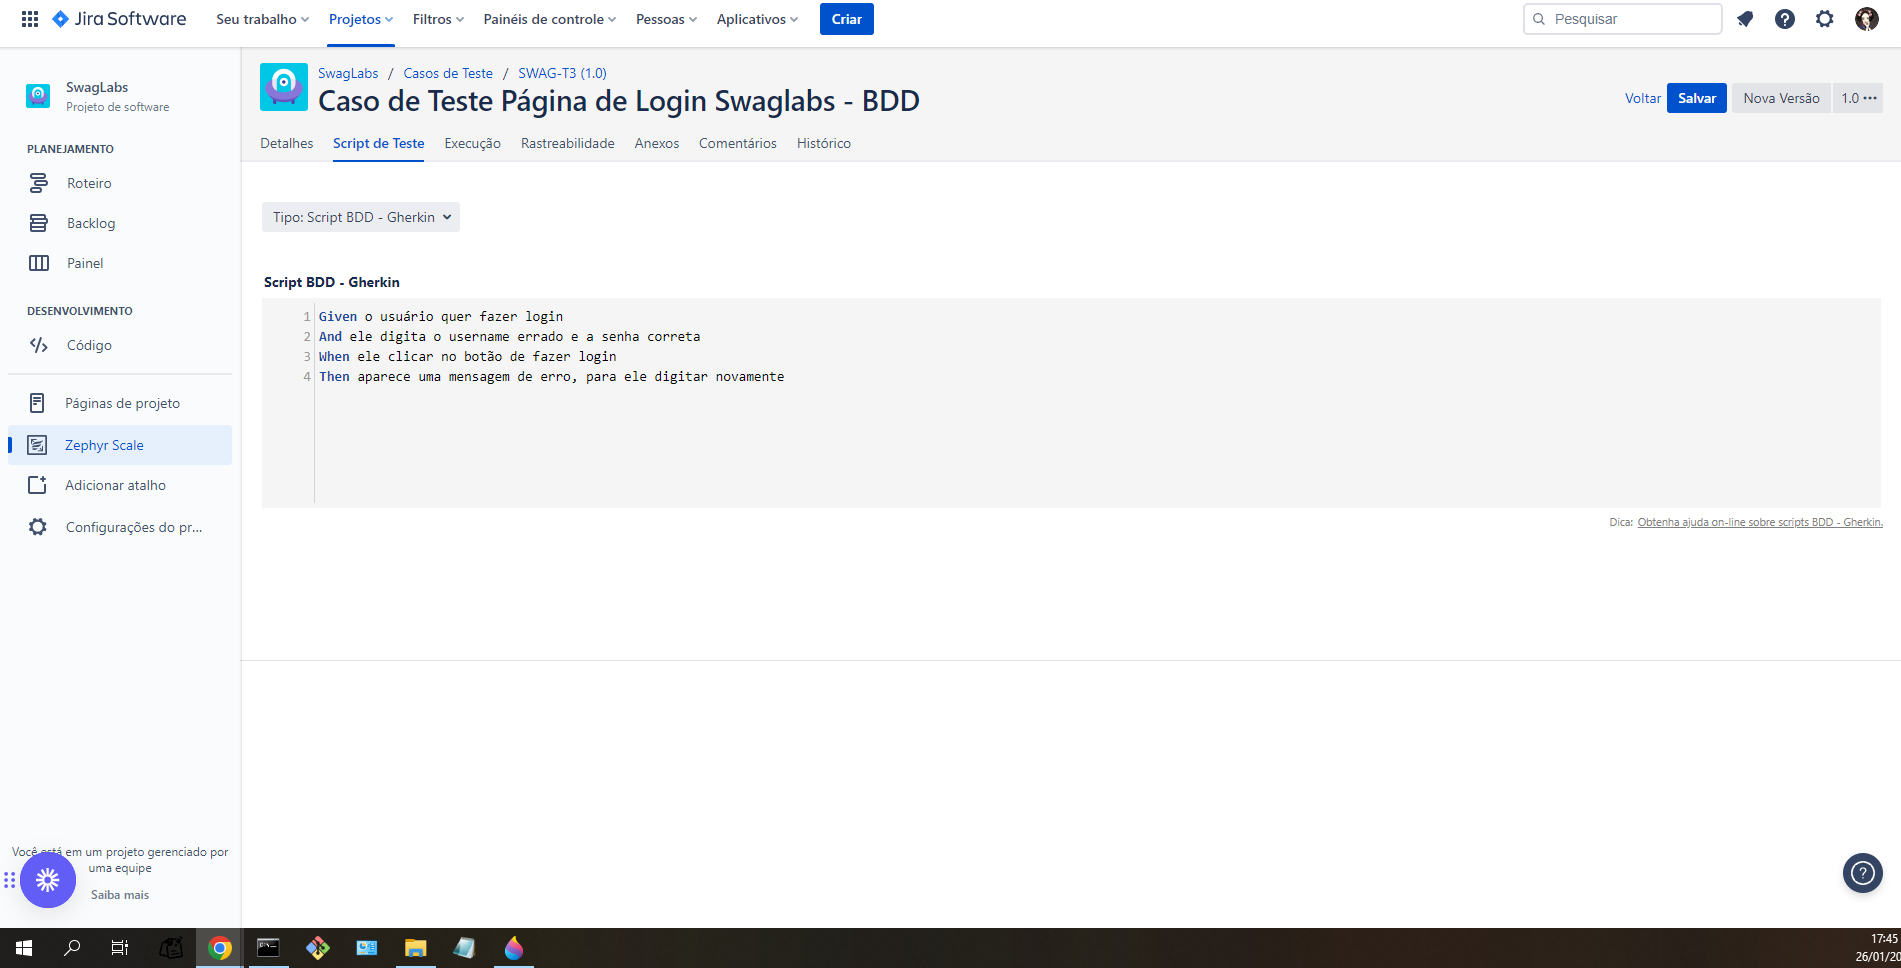 Jira Software
Seu trabalho
Projetos
Filtros
Painéis de controle
Pessoas
Aplicativos
Criar
Pesquisar
SwagLabs
Projeto de software
PLANEJAMENTO
Roteiro
Backlog
Painel
DESENVOLVIMENTO
Código
Páginas de projeto
Zephyr Scale
Adicionar atalho
Configurações do pr...
Você está em um projeto gerenciado por
uma equipe
Saiba mais
SwagLabs / Casos de Teste / SWAG-T3 (1.0)
Caso de Teste Página de Login Swaglabs - BDD
Voltar
Salvar
Nova Versão
1.0 •••
Detalhes
Script de Teste
Execução
Rastreabilidade
Anexos
Comentários
Histórico
Tipo: Script BDD - Gherkin
Script BDD - Gherkin
1 Given o usuário quer fazer login
2 And ele digita o username errado e a senha correta
3 When ele clicar no botão de fazer login
4 Then aparece uma mensagem de erro, para ele digitar novamente
Dica: Obtenha ajuda on-line sobre scripts BDD - Gherkin.
17:45